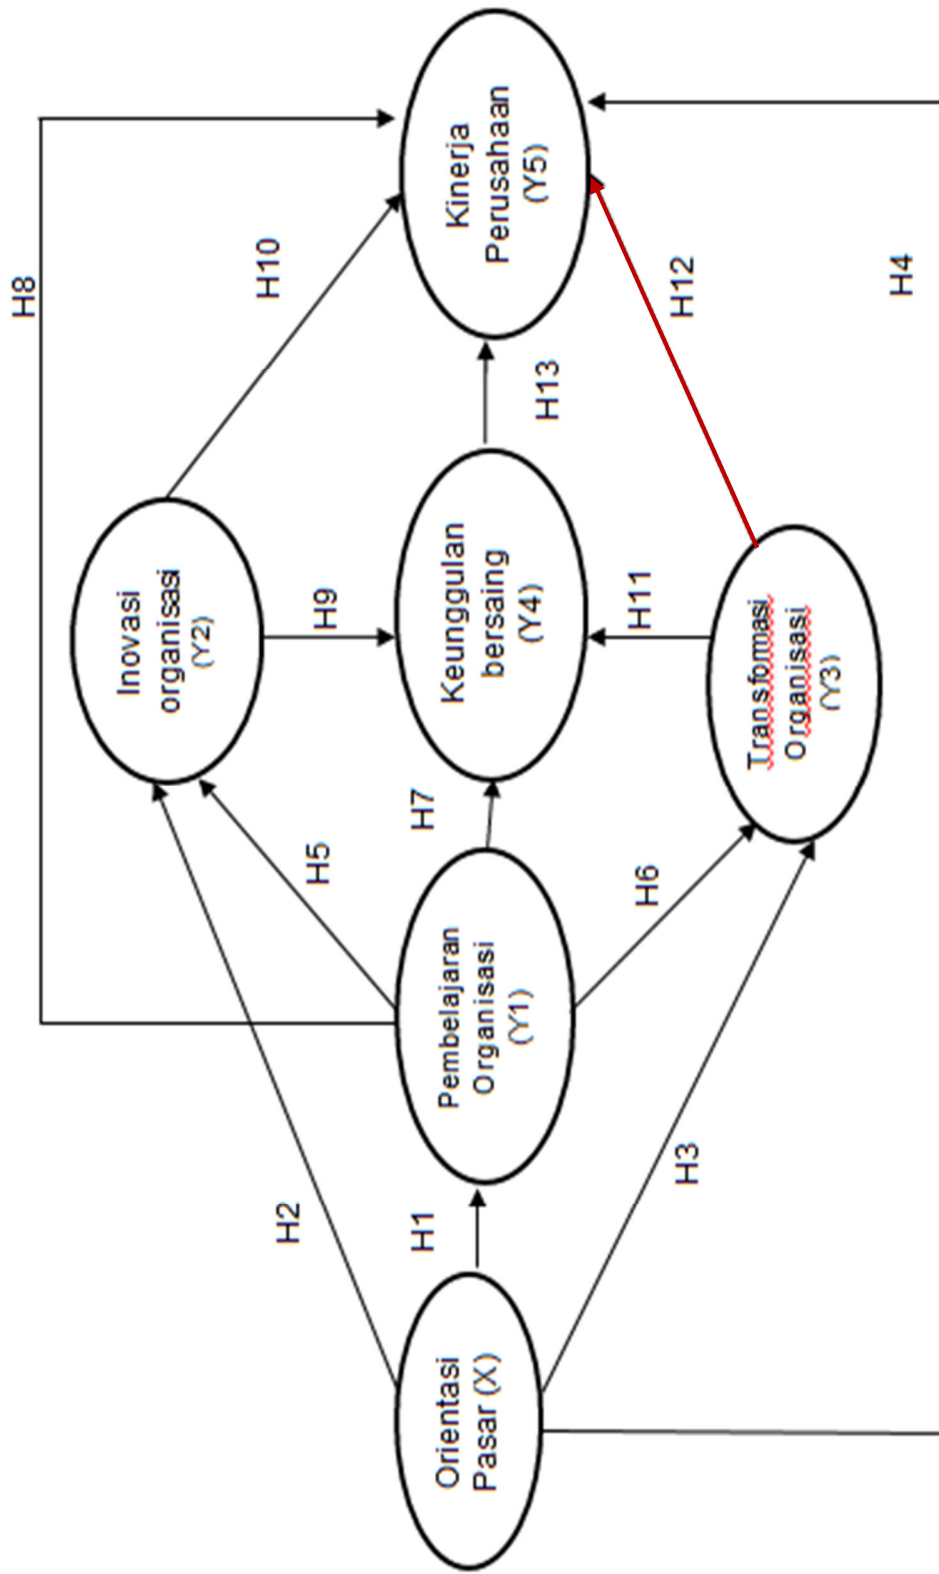 H8
H10
H2
Inovasi
organisasi
(Y2)
H5
H9
Orientasi
Pasar (X)
H1
Pembelajaran
Organisasi
(Y1)
H7
Keunggulan
bersaing
(Y4)
H13
Kinerja
Perusahaan
(Y5)
H6
H11
H12
H3
Transformasi
Organisasi
(Y3)
H4